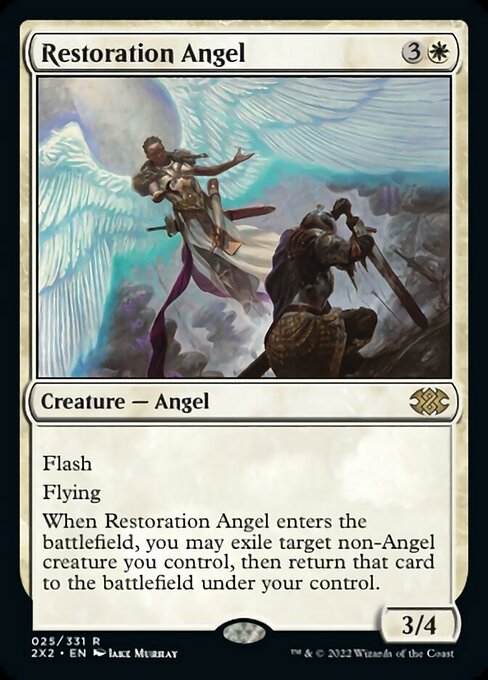 Restoration Angel 3
Creature — Angel
Flash
Flying
When Restoration Angel enters the
battlefield, you may exile target non-Angel
creature you control, then return that card
to the battlefield under your control.
3/4
025/331 R
2X2 • EN Jake Murray
™ & © 2022 Wizards of the Coast